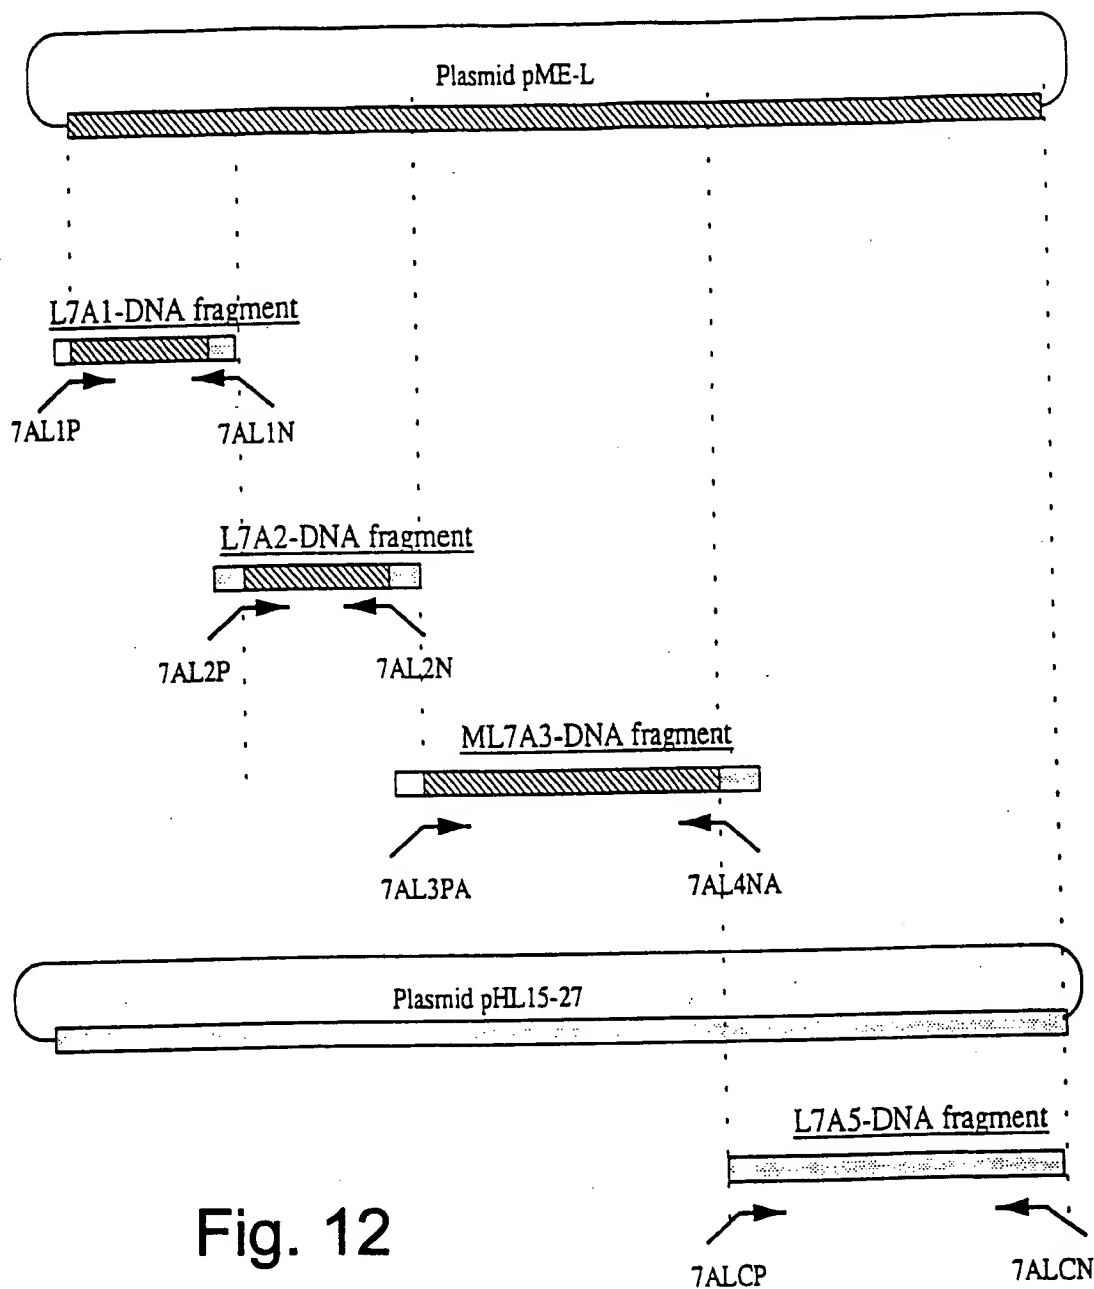 Plasmid pME-L
L7A1-DNA fragment
7AL1P
7AL1N
L7A2-DNA fragment
7AL2P
7AL2N
ML7A3-DNA fragment
7AL3PA
7AL4NA
Plasmid pHL15-27
L7A5-DNA fragment
7ALCP
7ALCN
Fig. 12